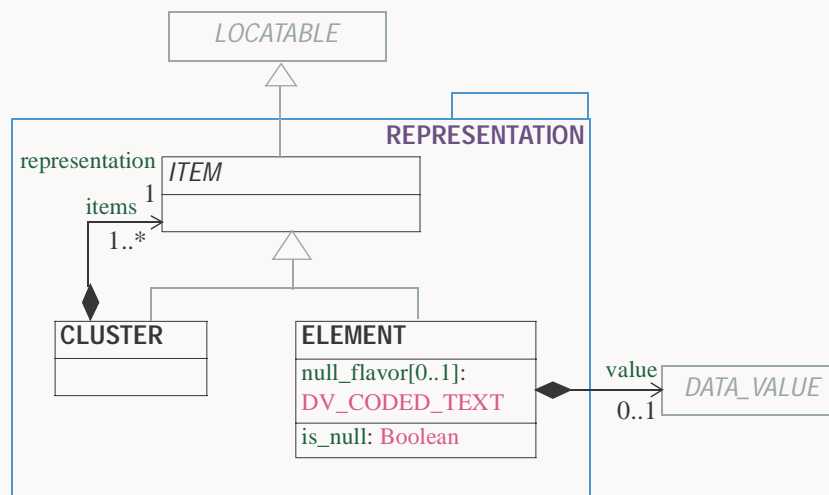 LOCATABLE
REPRESENTATION
representation
ITEM
1
items
1..*
CLUSTER
ELEMENT
null_flavor[0..1]:
DV_CODED_TEXT
is_null: Boolean
value
0..1
DATA_VALUE